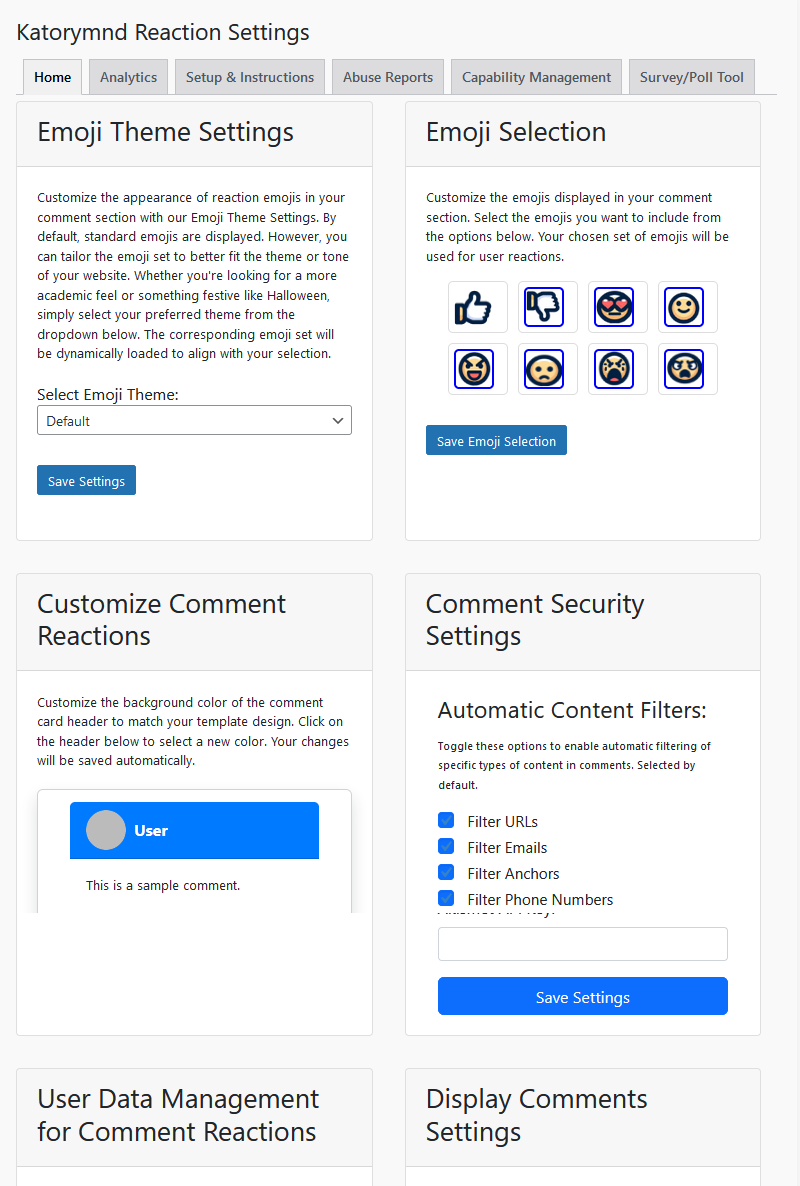 Katorymnd Reaction Settings
Home
Analytics
Setup & Instructions
Abuse Reports
Capability Management
Survey/Poll Tool
Emoji Theme Settings
Customize the appearance of reaction emojis in your
comment section with our Emoji Theme Settings. By
default, standard emojis are displayed. However, you
can tailor the emoji set to better fit the theme or tone
of your website. Whether you're looking for a more
academic feel or something festive like Halloween,
simply select your preferred theme from the
dropdown below. The corresponding emoji set will
be dynamically loaded to align with your selection.
Select Emoji Theme:
Default
Save Settings
Emoji Selection
Customize the emojis displayed in your comment
section. Select the emojis you want to include from
the options below. Your chosen set of emojis will be
used for user reactions.
Save Emoji Selection
Customize Comment
Reactions
Customize the background color of the comment
card header to match your template design. Click on
the header below to select a new color. Your changes
will be saved automatically.
User
This is a sample comment.
Comment Security
Settings
Automatic Content Filters:
Toggle these options to enable automatic filtering of
specific types of content in comments. Selected by
default.
Filter URLs
Filter Emails
Filter Anchors
Filter Phone Numbers
Save Settings
User Data Management
for Comment Reactions
Display Comments
Settings